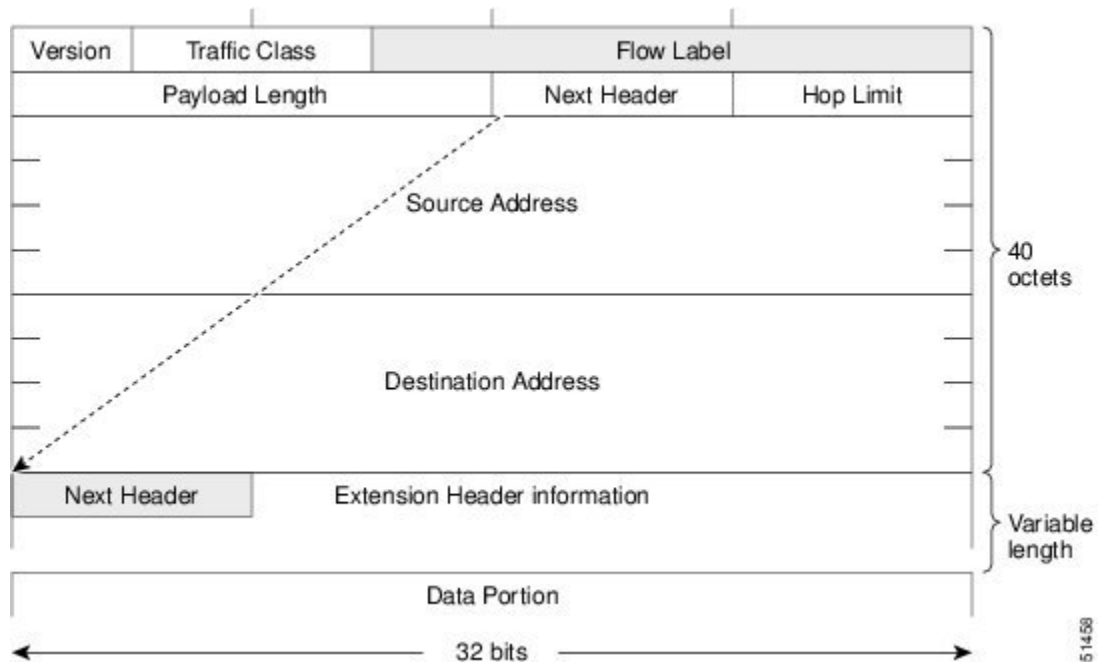 Version Traffic Class Flow Label
Payload Length Next Header Hop Limit
Source Address
40
octets
Destination Address
Next Header Extension Header information
Variable
length
Data Portion
32 bits
51458